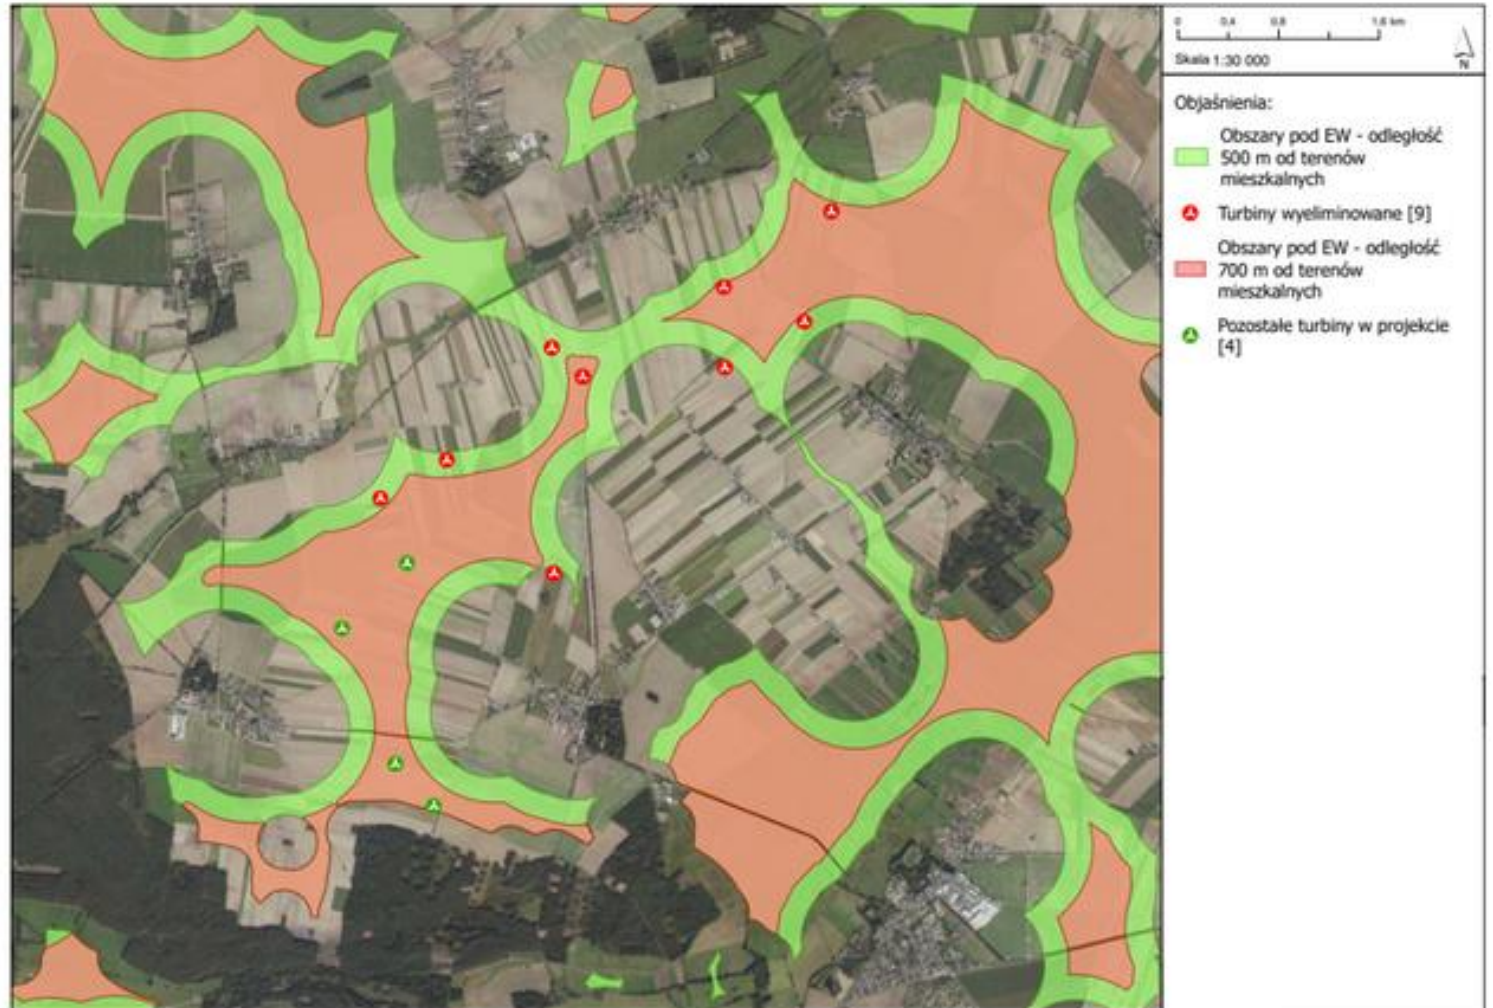 0 0,4 0,8 1,6 km
Skala 1:30 000
N
Objaśnienia:
Obszary pod EW - odległość
500 m od terenów
mieszkalnych
Turbiny wyeliminowane [9]
Obszary pod EW - odległość
700 m od terenów
mieszkalnych
Pozostałe turbiny w projekcie
[4]